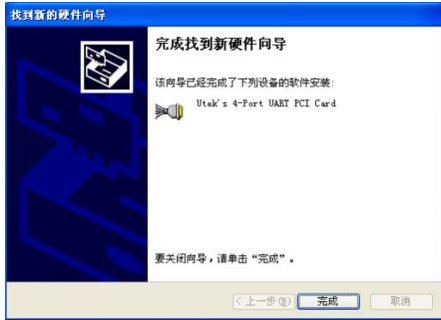 找到新的硬件向导
完成找到新硬件向导
该向导已经完成了下列设备的软件安装:
Utek's 4-Port UART PCI Card
要关闭向导，请单击“完成”。
< 上一步(B)
完成
取消